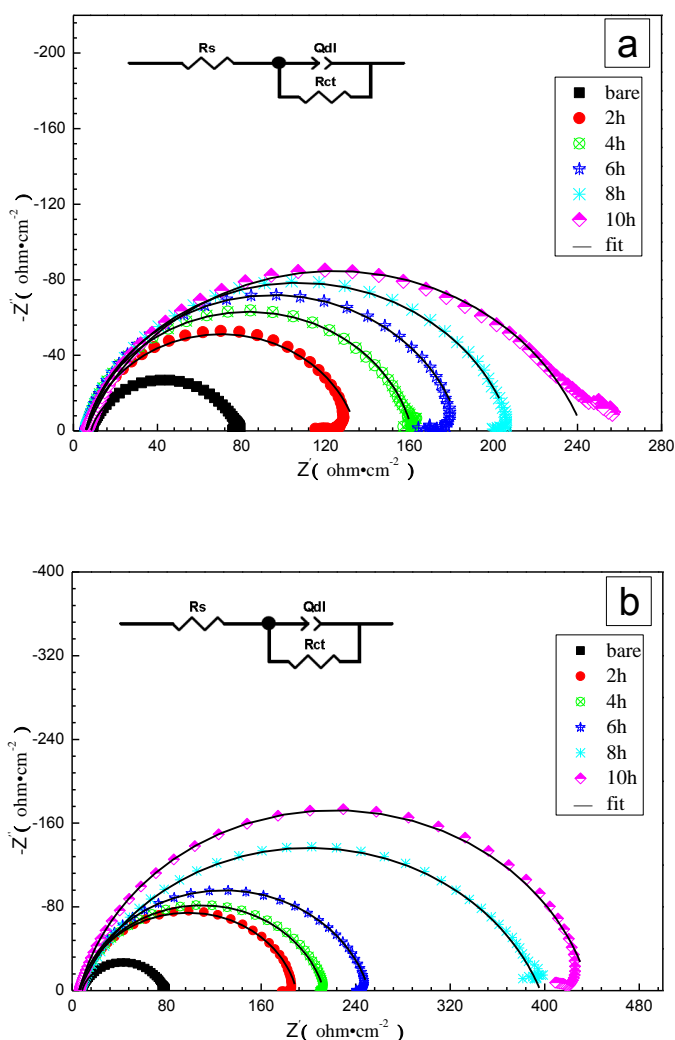 a
-220
-200
-160
-120
-80
-40
0
-Z″( ohm•cm-2)
Rs
Qdl
Rct
bare
2h
4h
6h
8h
10h
fit
0 40 80 120 160 200 240 280
Z′( ohm•cm-2)
b
-400
-320
-240
-160
-80
0
-Z″( ohm•cm-2)
Rs
Qdl
Rct
bare
2h
4h
6h
8h
10h
fit
0 80 160 240 320 400 480
Z′( ohm•cm-2)